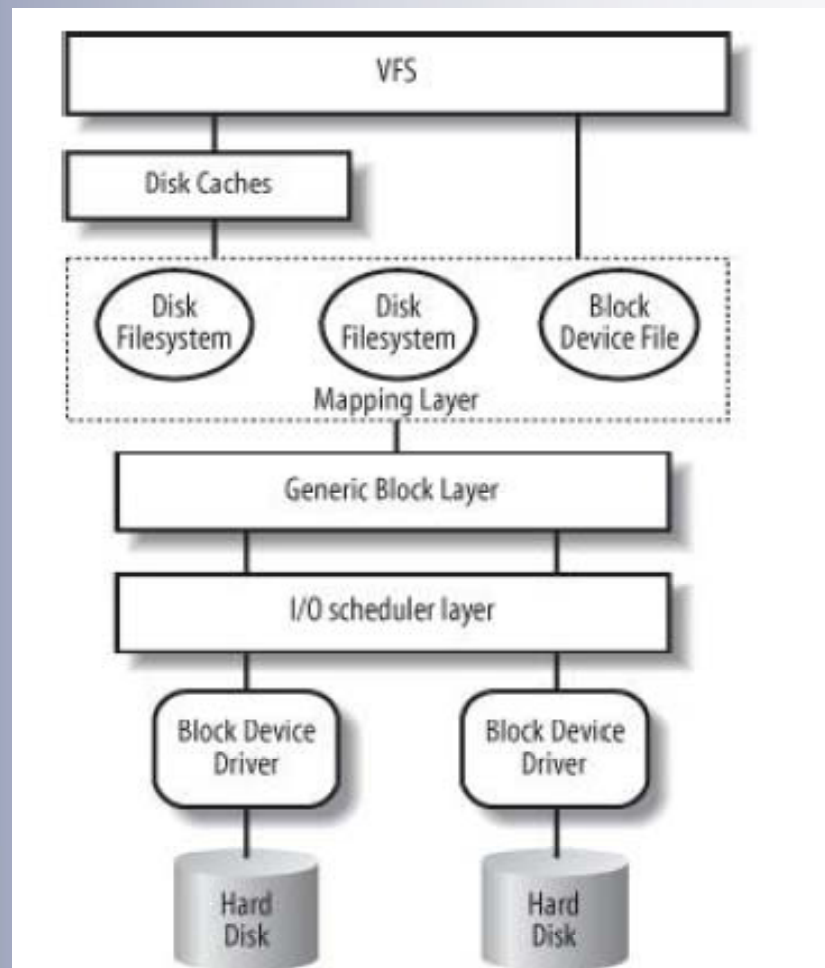 VFS
Disk Caches
Disk
Filesystem
Disk
Filesystem
Block
Device File
Mapping Layer
Generic Block Layer
I/O scheduler layer
Block Device
Driver
Block Device
Driver
Hard
Disk
Hard
Disk